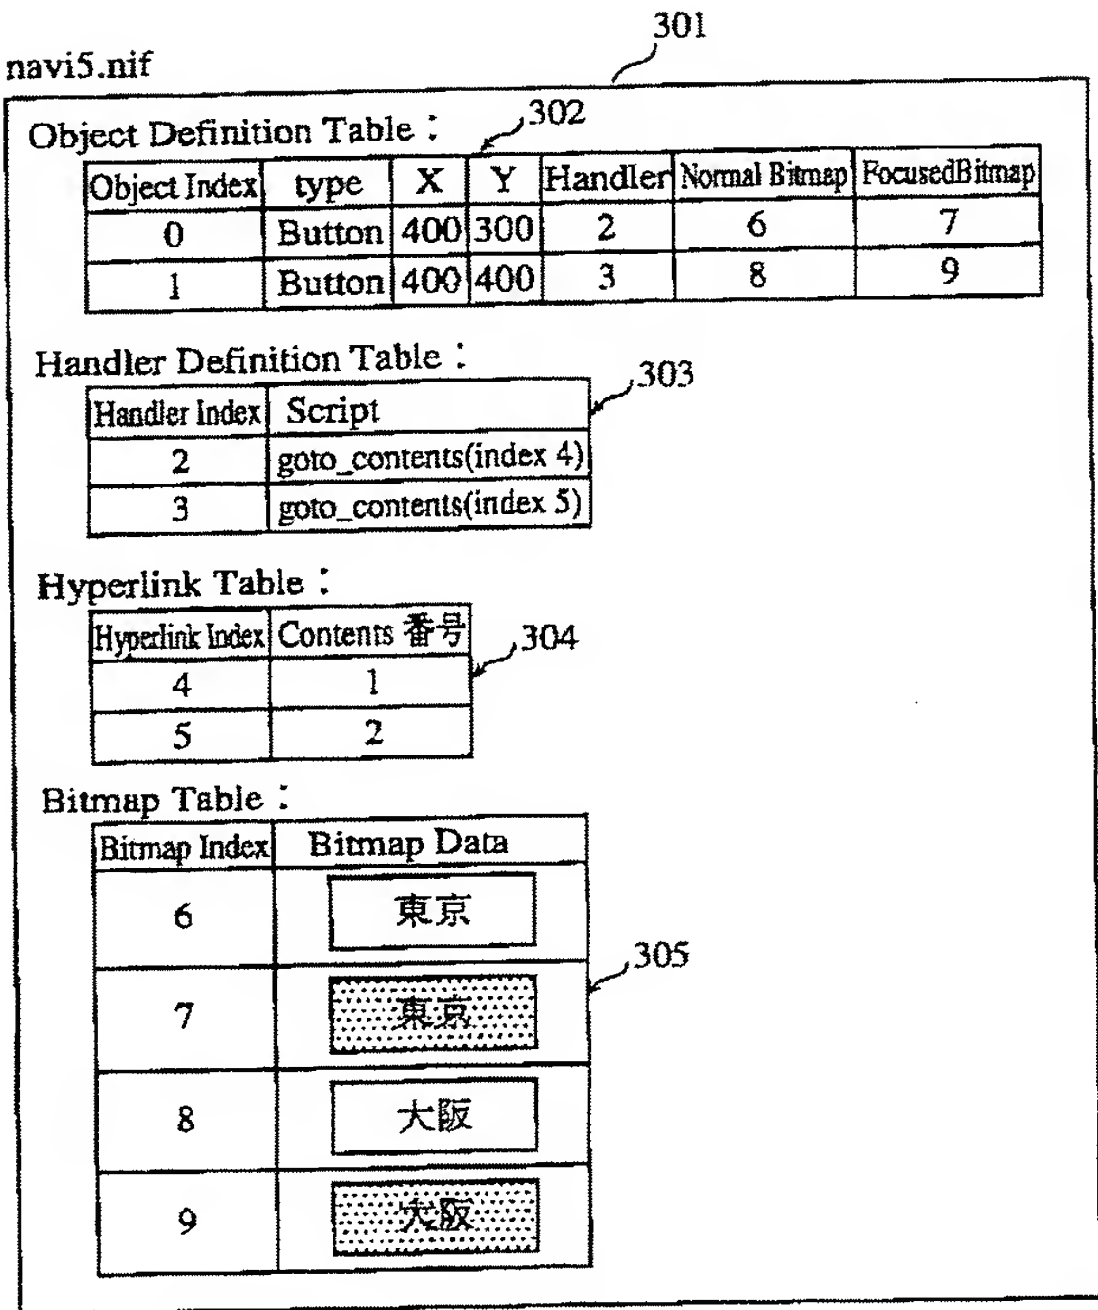 301
navi5.nif
Object Definition Table :
302
Object Index type X Y Handler Normal Bitmap FocusedBitmap
0 Button 400 300 2 6 7
1 Button 400 400 3 8 9
Handler Definition Table :
303
Handler Index Script
2 goto_contents(index 4)
3 goto_contents(index 5)
Hyperlink Table :
Hyperlink Index Contents 番号
304
4 1
5 2
Bitmap Table :
Bitmap Index Bitmap Data
6 東京
305
7 東京
8 大阪
9 大阪